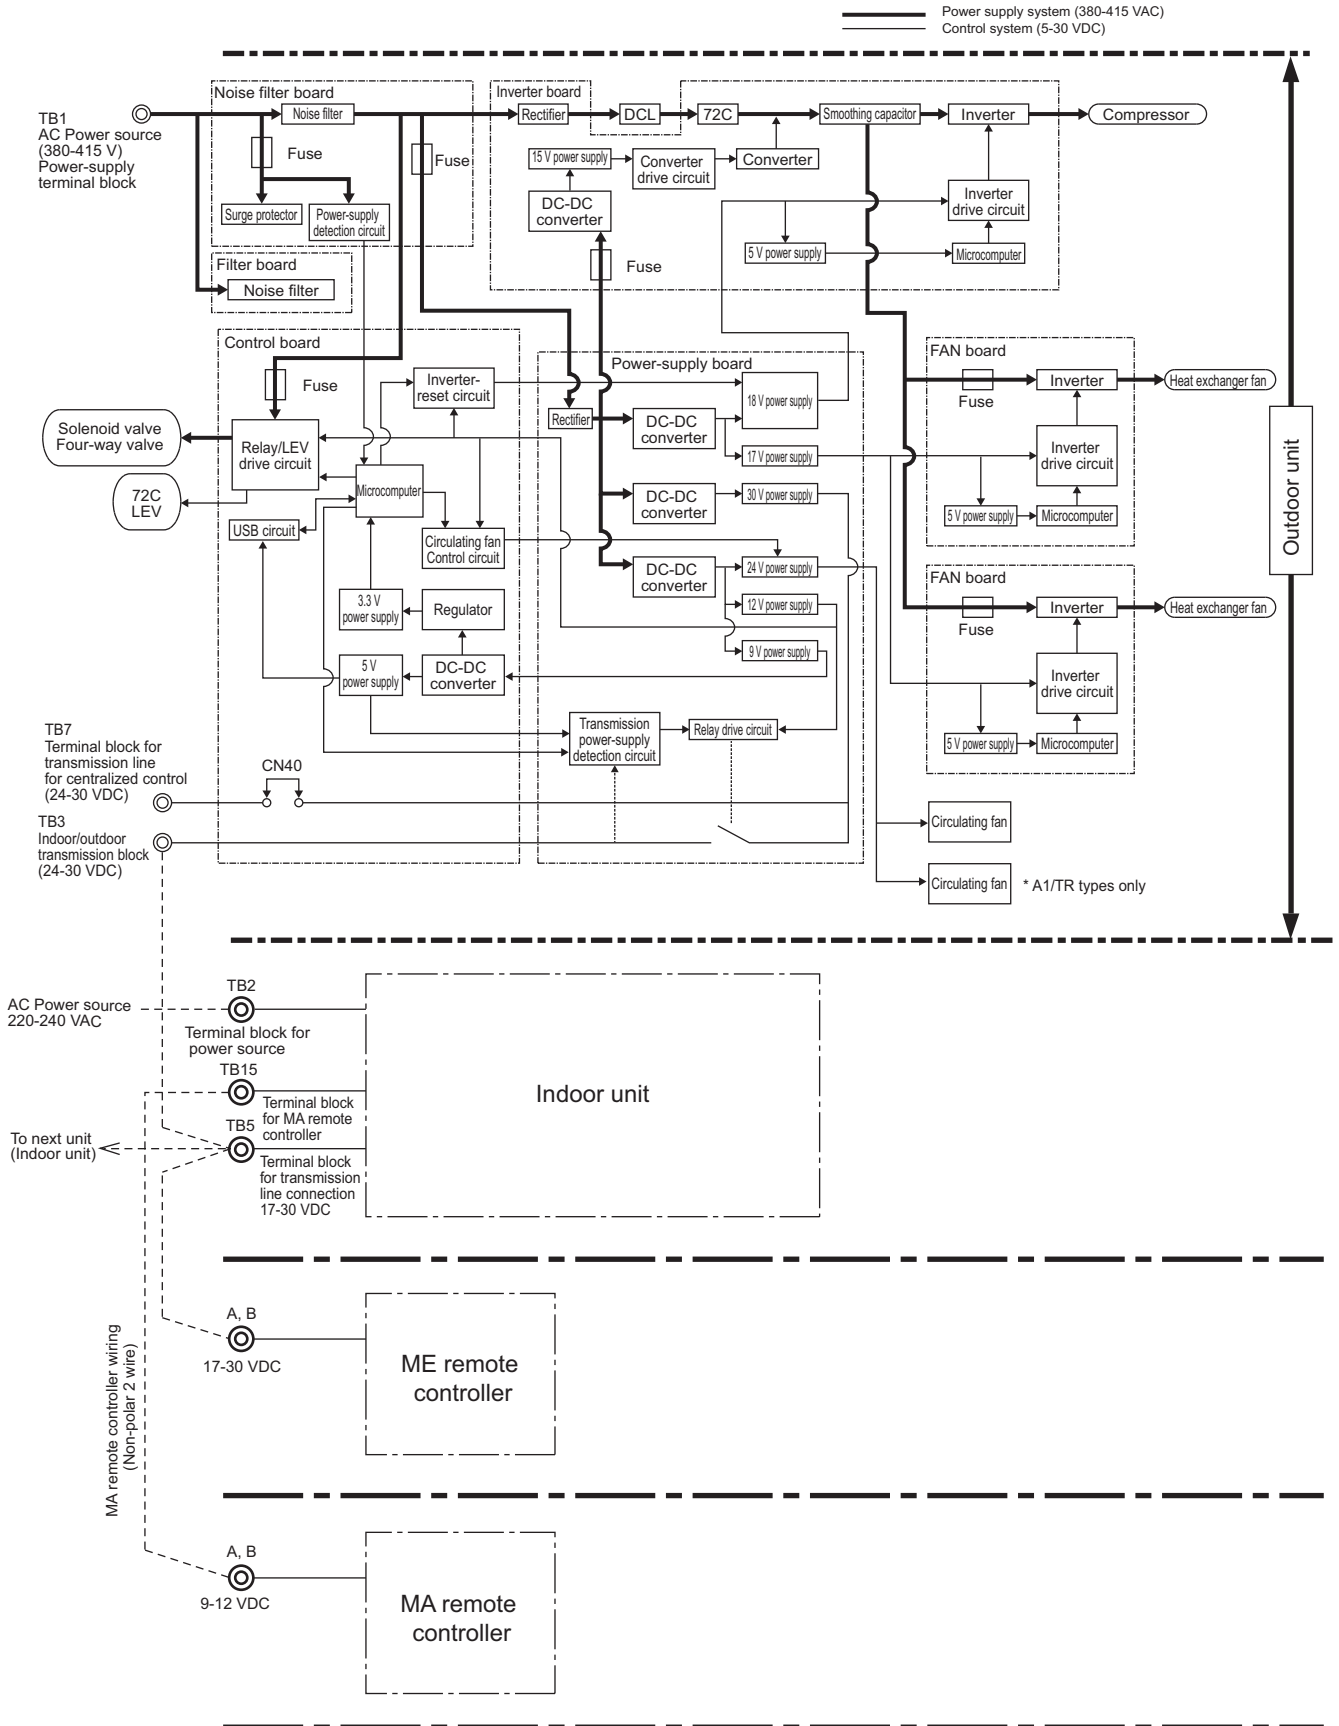 Power supply system (380-415 VAC)
Control system (5-30 VDC)
Noise filter board
Inverter board
TB1
AC Power source
(380-415 V)
Power-supply
terminal block
Noise filter
Rectifier
DCL
72C
Smoothing capacitor
Inverter
Compressor
Fuse
Fuse
15 V power supply
Converter
drive circuit
Converter
Surge protector
Power-supply
detection circuit
DC-DC
converter
Inverter
drive circuit
5 V power supply
Microcomputer
Filter board
Noise filter
Fuse
Control board
Power-supply board
FAN board
Fuse
Inverter-
reset circuit
18 V power supply
Fuse
Inverter
Heat exchanger fan
Solenoid valve
Four-way valve
Relay/LEV
drive circuit
Rectifier
DC-DC
converter
17 V power supply
Inverter
drive circuit
72C
LEV
Microcomputer
DC-DC
converter
30 V power supply
5 V power supply
Microcomputer
Outdoor unit
USB circuit
Circulating fan
Control circuit
DC-DC
converter
24 V power supply
FAN board
3.3 V
power supply
Regulator
12 V power supply
Fuse
Inverter
Heat exchanger fan
5 V
power supply
DC-DC
converter
9 V power supply
Inverter
drive circuit
TB7
Terminal block for
transmission line
for centralized control
(24-30 VDC)
CN40
Transmission
power-supply
detection circuit
Relay drive circuit
5 V power supply
Microcomputer
TB3
Indoor/outdoor
transmission block
(24-30 VDC)
Circulating fan
Circulating fan
* A1/TR types only
AC Power source
220-240 VAC
TB2
Terminal block for
power source
TB15
Terminal block
for MA remote
controller
Indoor unit
To next unit
(Indoor unit)
TB5
Terminal block
for transmission
line connection
17-30 VDC
A, B
17-30 VDC
ME remote
controller
MA remote controller wiring
(Non-polar 2 wire)
A, B
9-12 VDC
MA remote
controller